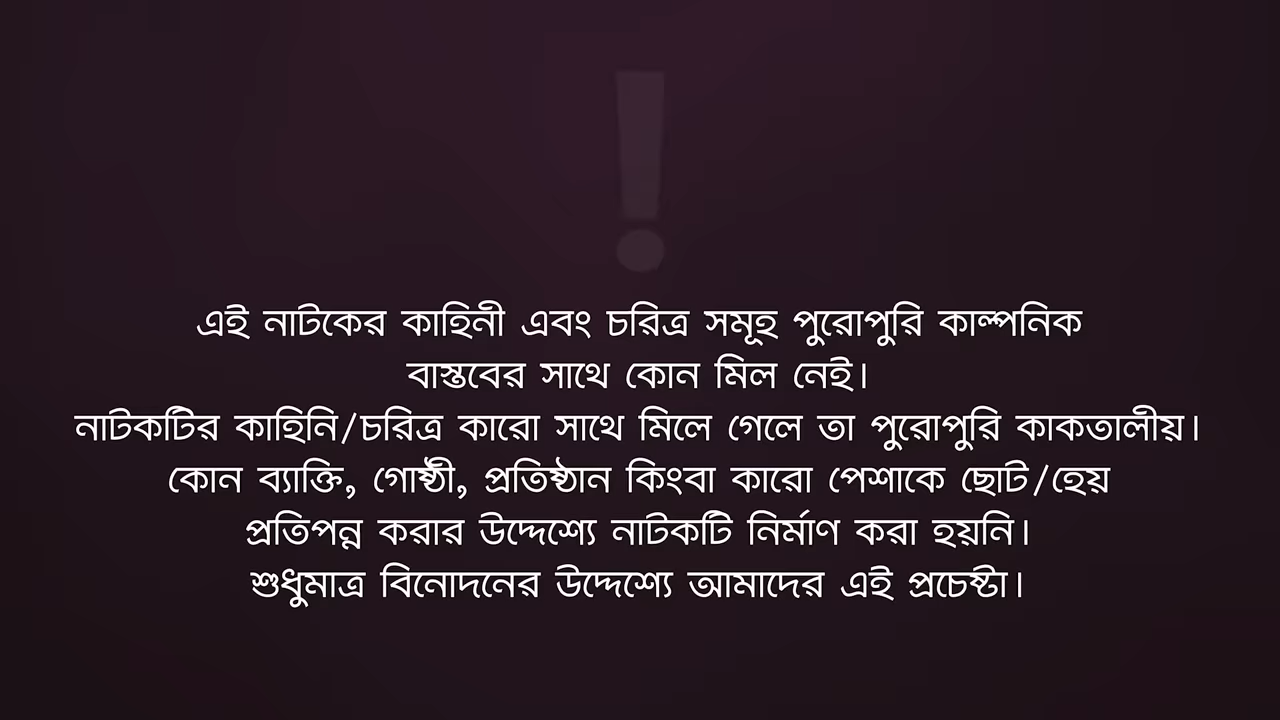 এই নাটকের কাহিনী এবং চরিত্র সমূহ পুরোপুরি কাল্পনিক
বাস্তবের সাথে কোন মিল নেই।
নাটকটির কাহিনি/চরিত্র কারো সাথে মিলে গেলে তা পুরোপুরি কাকতালীয়।
কোন ব্যাক্তি, গোষ্ঠী, প্রতিষ্ঠান কিংবা কারো পেশাকে ছোট/হেয়
প্রতিপন্ন করার উদ্দেশ্যে নাটকটি নির্মাণ করা হয়নি।
শুধুমাত্র বিনোদনের উদ্দেশ্যে আমাদের এই প্রচেষ্টা।